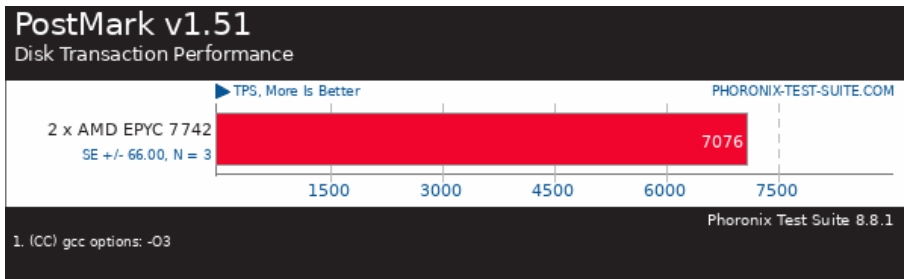 PostMark v1.51
Disk Transaction Performance
TPS, More Is Better
PHORONIX-TEST-SUITE.COM
2 x AMD EPYC 7742
SE +/- 66.00, N = 3
7076
1500 3000 4500 6000 7500
Phoronix Test Suite 8.8.1
1. (CC) gcc options: -O3